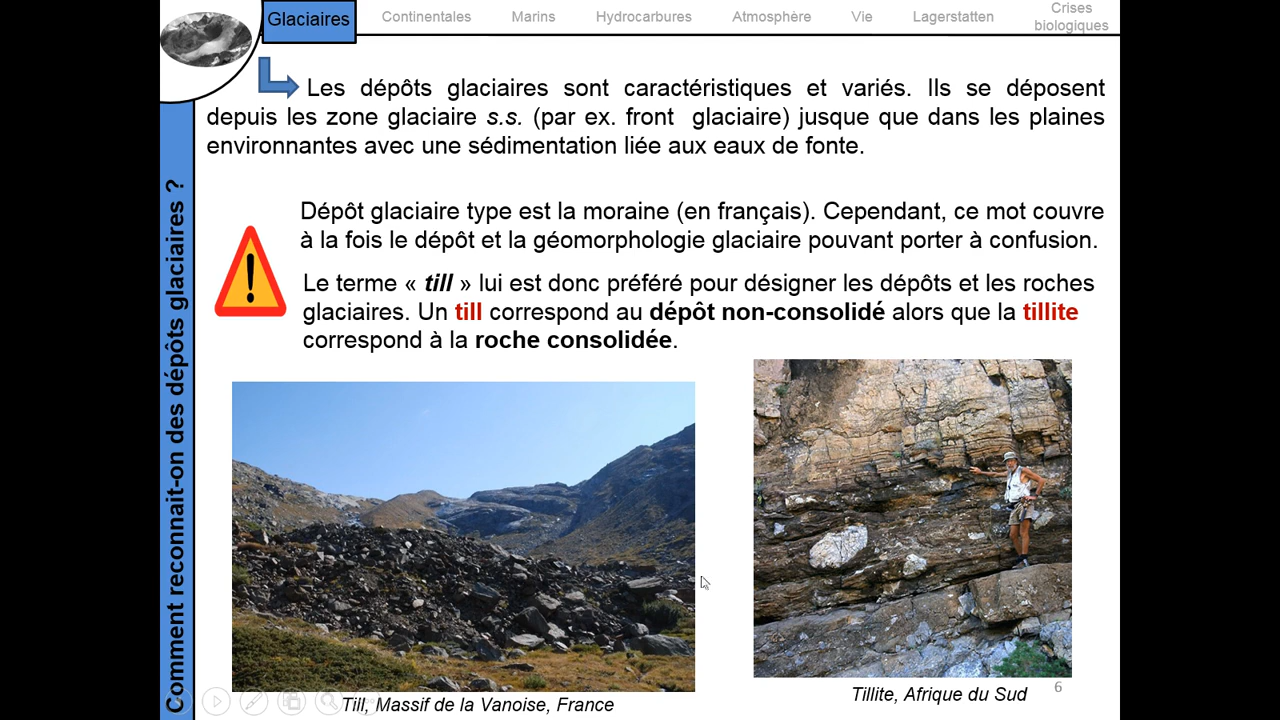 Glaciaires
Continentales
Marins
Hydrocarbures
Atmosphère
Vie
Lagerstatten
Crises
biologiques
Les dépôts glaciaires sont caractéristiques et variés. Ils se déposent
depuis les zone glaciaire s.s. (par ex. front glaciaire) jusque que dans les plaines
environnantes avec une sédimentation liée aux eaux de fonte.
Comment reconnait-on des dépôts glaciaires ?
Dépôt glaciaire type est la moraine (en français). Cependant, ce mot couvre
à la fois le dépôt et la géomorphologie glaciaire pouvant porter à confusion.
Le terme « till » lui est donc préféré pour désigner les dépôts et les roches
glaciaires. Un till correspond au dépôt non-consolidé alors que la tillite
correspond à la roche consolidée.
Till, Massif de la Vanoise, France
Tillite, Afrique du Sud
6